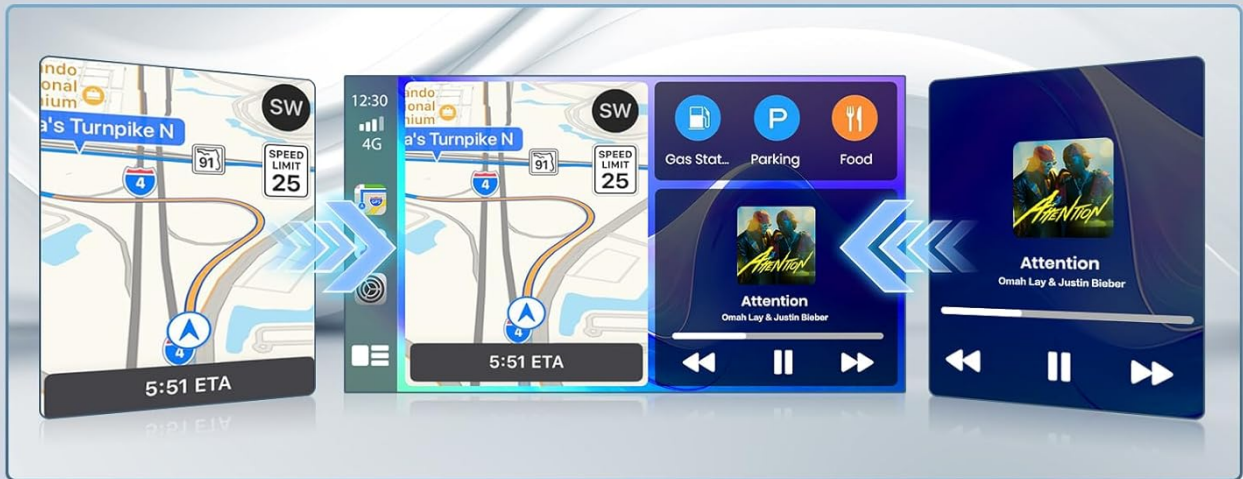 ando
onal
ium
SW
a's Turnpike N
91
SPEED
LIMIT
25
4
4
5:51 ETA
12:30
4G
ando
onal
ium
SW
a's Turnpike N
91
SPEED
LIMIT
25
4
4
5:51 ETA
Gas Stat...
P
Parking
Food
ATTENTION
Attention
Omah Lay & Justin Bieber
ATTENTION
Attention
Omah Lay & Justin Bieber